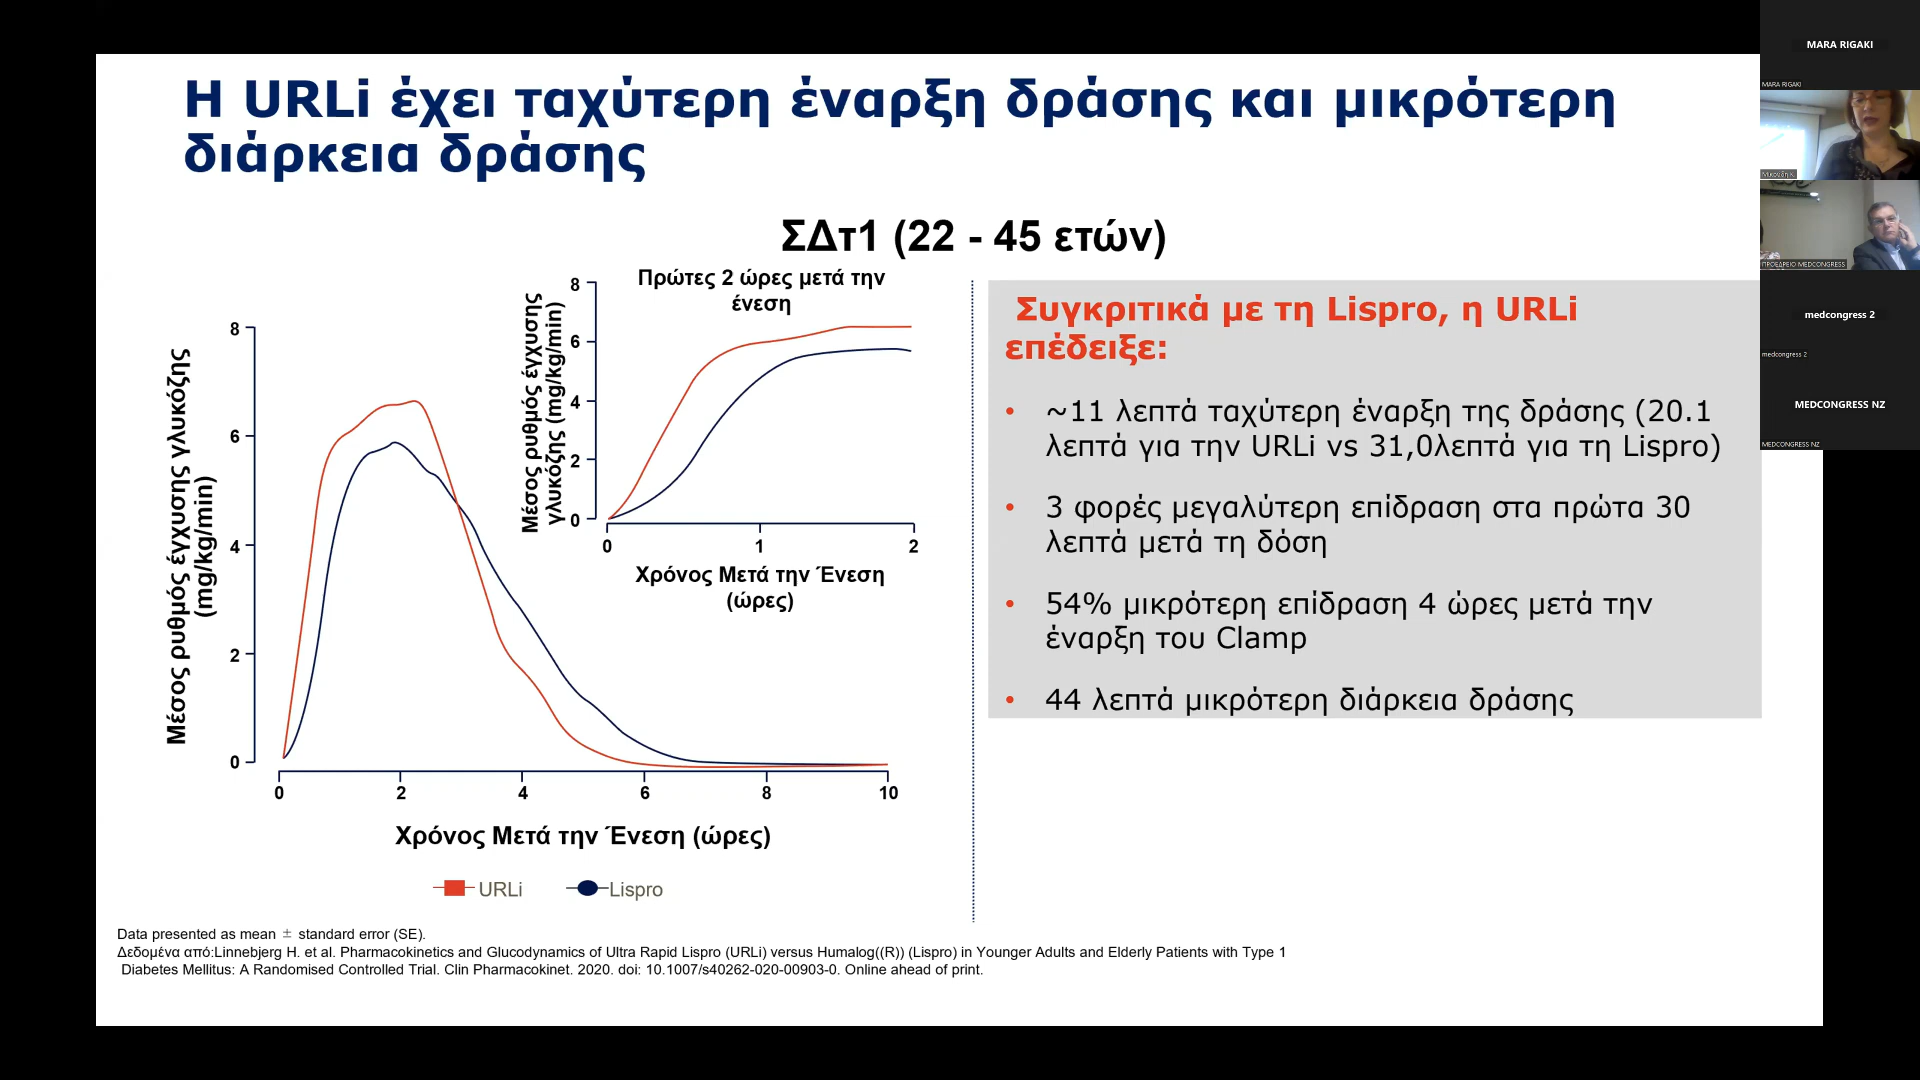 Η URLi έχει ταχύτερη έναρξη δράσης και μικρότερη
διάρκεια δράσης
ΣΔτ1 (22 - 45 ετών)
Μέσος ρυθμός έγχυσης γλυκόζης
(mg/kg/min)
8
6
4
2
0
0 2 4 6 8 10
Χρόνος Μετά την Ένεση (ώρες)
Πρώτες 2 ώρες μετά την
ένεση
Μέσος ρυθμός έγχυσης
γλυκόζης (mg/kg/min)
8
6
4
2
0
0 1 2
Χρόνος Μετά την Ένεση
(ώρες)
URLi Lispro
Συγκριτικά με τη Lispro, η URLi
επέδειξε:
• ~11 λεπτά ταχύτερη έναρξη της δράσης (20.1
λεπτά για την URLi vs 31,0λεπτά για τη Lispro)
• 3 φορές μεγαλύτερη επίδραση στα πρώτα 30
λεπτά μετά τη δόση
• 54% μικρότερη επίδραση 4 ώρες μετά την
έναρξη του Clamp
• 44 λεπτά μικρότερη διάρκεια δράσης
Data presented as mean ± standard error (SE).
Δεδομένα από:Linnebjerg H. et al. Pharmacokinetics and Glucodynamics of Ultra Rapid Lispro (URLi) versus Humalog((R)) (Lispro) in Younger Adults and Elderly Patients with Type 1
Diabetes Mellitus: A Randomised Controlled Trial. Clin Pharmacokinet. 2020. doi: 10.1007/s40262-020-00903-0. Online ahead of print.
MARA RIGAKI
MARA RIGAKI
ΠΡΟΕΔΡΕΙΟ MEDCONGRESS
medcongress 2
medcongress 2
MEDCONGRESS NZ
MEDCONGRESS NZ